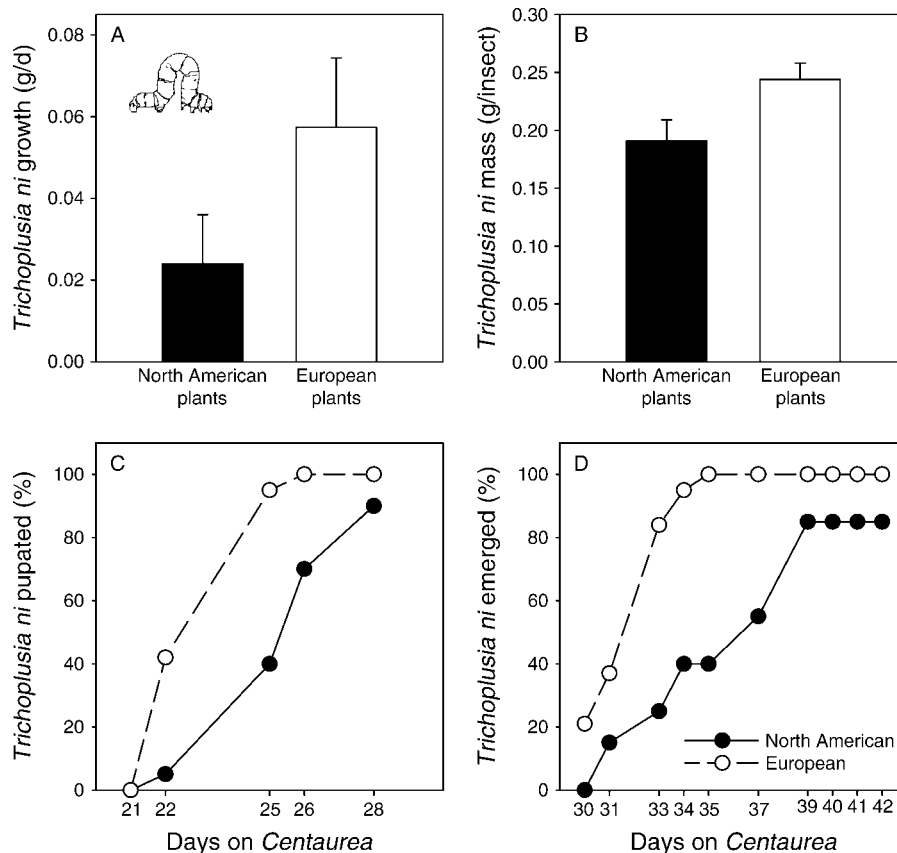 A
Trichoplusia ni growth (g/d)
0.08
0.06
0.04
0.02
0.00
North American
plants
European
plants
B
Trichoplusia ni mass (g/insect)
0.25
0.20
0.15
0.10
0.05
0.00
North American
plants
European
plants
C
Trichoplusia ni pupated (%)
100
80
60
40
20
0
21 22 25 26 28
Days on Centaurea
D
Trichoplusia ni emerged (%)
100
80
60
40
20
0
North American
European
30 31 33 34 35 37 39 40 41 42
Days on Centaurea